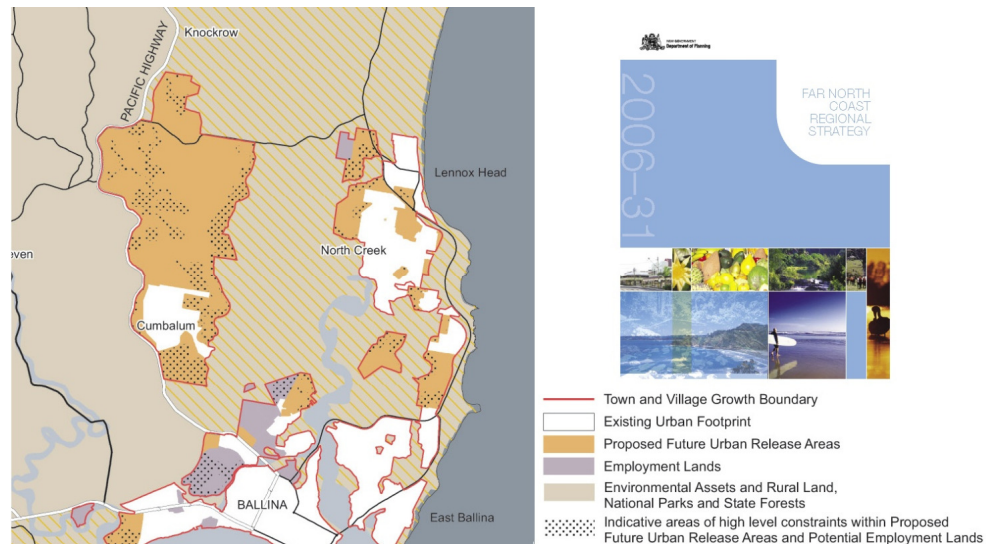 Knockrow
PACIFIC HIGHWAY
Lennox Head
North Creek
even
Cumbalum
BALLINA
East Ballina
NSW GOVERNMENT
Department of Planning
2006–31
FAR NORTH
COAST
REGIONAL
STRATEGY
Town and Village Growth Boundary
Existing Urban Footprint
Proposed Future Urban Release Areas
Employment Lands
Environmental Assets and Rural Land,
National Parks and State Forests
Indicative areas of high level constraints within Proposed
Future Urban Release Areas and Potential Employment Lands